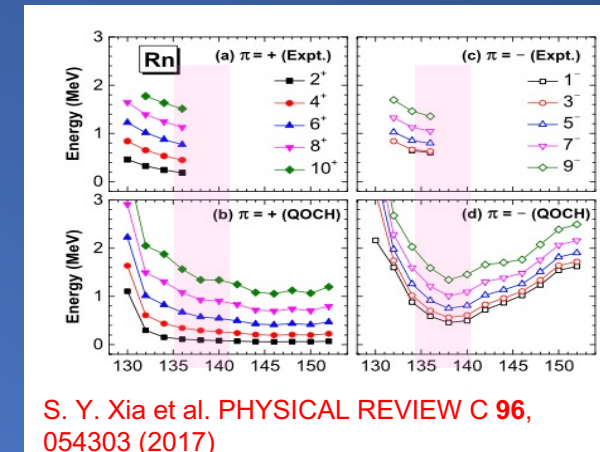 3
2
1
0
Energy (MeV)
Rn
(a) π = + (Expt.)
2⁺
4⁺
6⁺
8⁺
10⁺
(c) π = − (Expt.)
1⁻
3⁻
5⁻
7⁻
9⁻
3
2
1
0
Energy (MeV)
(b) π = + (QOCH)
(d) π = − (QOCH)
130 135 140 145 150
130 135 140 145 150
S. Y. Xia et al. PHYSICAL REVIEW C 96,
054303 (2017)